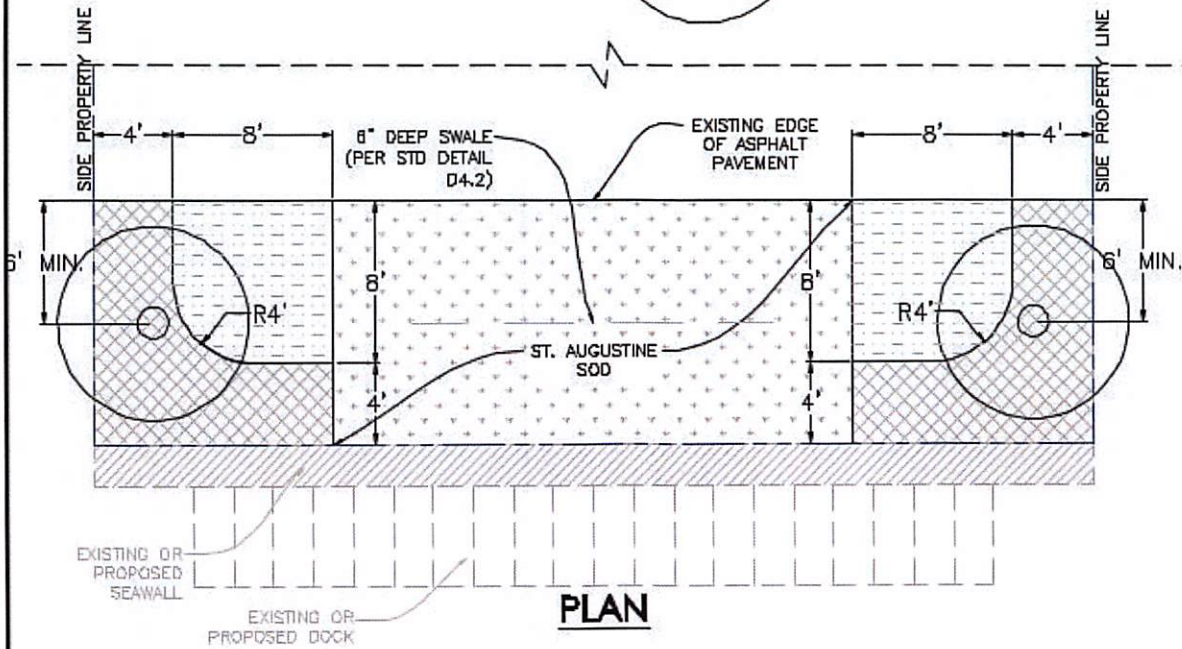 SIDE PROPERTY LINE
SIDE PROPERTY LINE
4'
8'
8" DEEP SWALE
(PER STD DETAIL
D4.2)
EXISTING EDGE
OF ASPHALT
PAVEMENT
8'
4'
6' MIN.
8'
8'
6' MIN.
R4'
R4'
ST. AUGUSTINE
SOD
4'
4'
EXISTING OR
PROPOSED
SEAWALL
EXISTING OR
PROPOSED DOCK
PLAN